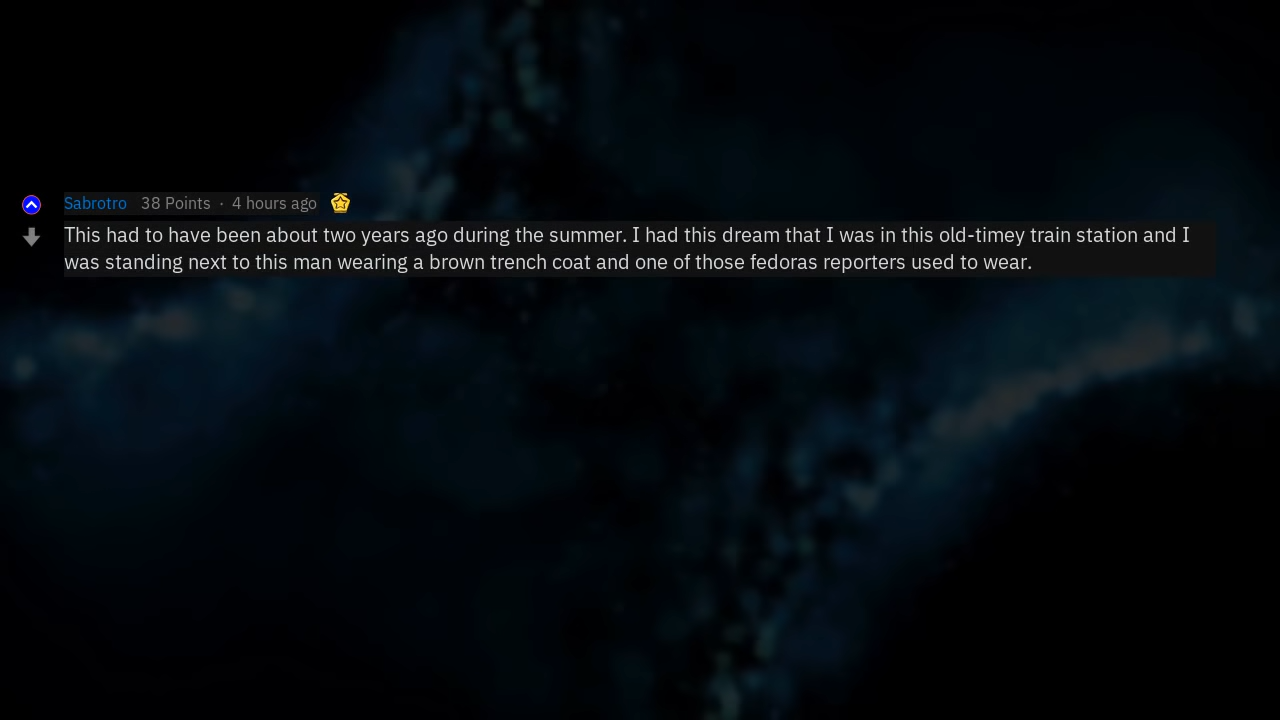 Sabrotro 38 Points · 4 hours ago
This had to have been about two years ago during the summer. I had this dream that I was in this old-timey train station and I
was standing next to this man wearing a brown trench coat and one of those fedoras reporters used to wear.